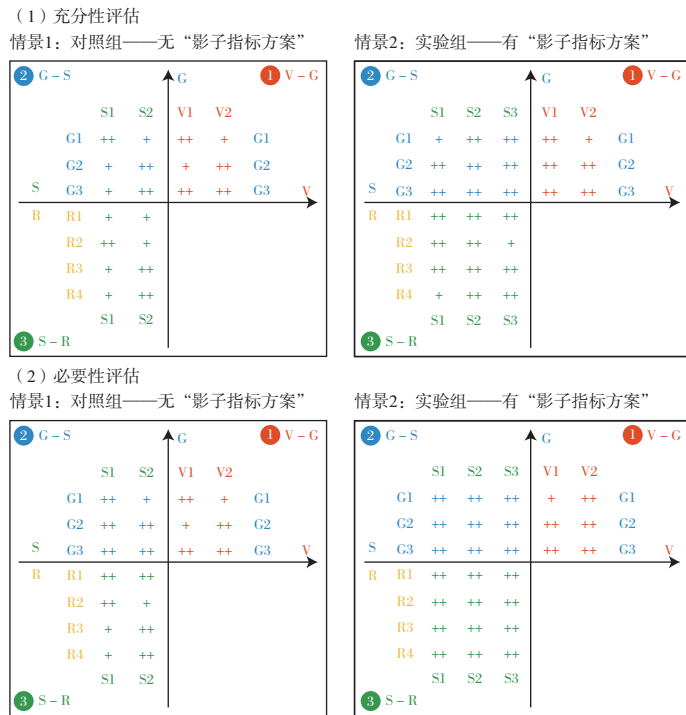 （1）充分性评估
情景1：对照组——无“影子指标方案” 情景2：实验组——有“影子指标方案”
2 G – S G 1 V – G 2 G – S G 1 V – G
S1 S2 V1 V2 S1 S2 S3 V1 V2
G1 ++ + ++ + G1 G1 + ++ ++ ++ + G1
G2 + ++ + ++ G2 G2 ++ ++ ++ ++ ++ G2
S G3 + ++ ++ ++ G3 V S G3 ++ ++ ++ ++ ++ G3 V
R R1 + + R R1 ++ ++ ++
R2 ++ + R2 ++ ++ +
R3 + ++ R3 ++ ++ ++
R4 + ++ R4 + ++ ++
S1 S2 S1 S2 S3
3 S – R 3 S – R
（2）必要性评估
情景1：对照组——无“影子指标方案” 情景2：实验组——有“影子指标方案”
2 G – S G 1 V – G 2 G – S G 1 V – G
S1 S2 V1 V2 S1 S2 S3 V1 V2
G1 ++ + ++ + G1 G1 ++ ++ ++ + ++ G1
G2 ++ ++ + ++ G2 G2 ++ ++ ++ ++ ++ G2
S G3 ++ ++ ++ ++ G3 V S G3 ++ ++ ++ ++ ++ G3 V
R R1 ++ ++ R R1 ++ ++ ++
R2 ++ + R2 ++ ++ ++
R3 + ++ R3 ++ ++ ++
R4 + ++ R4 ++ ++ ++
S1 S2 S1 S2 S3
3 S – R 3 S – R